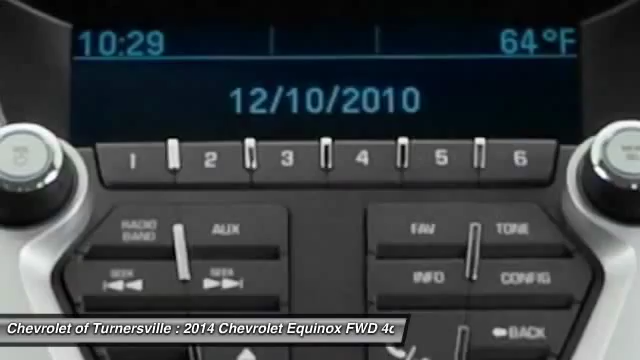 10:29 64°F
12/10/2010
1 2 3 4 5 6
RADIO BAND AUX FAV TONE
SEEK SEEK INFO CONFIG
BACK
Chevrolet of Turnersville : 2014 Chevrolet Equinox FWD 4d